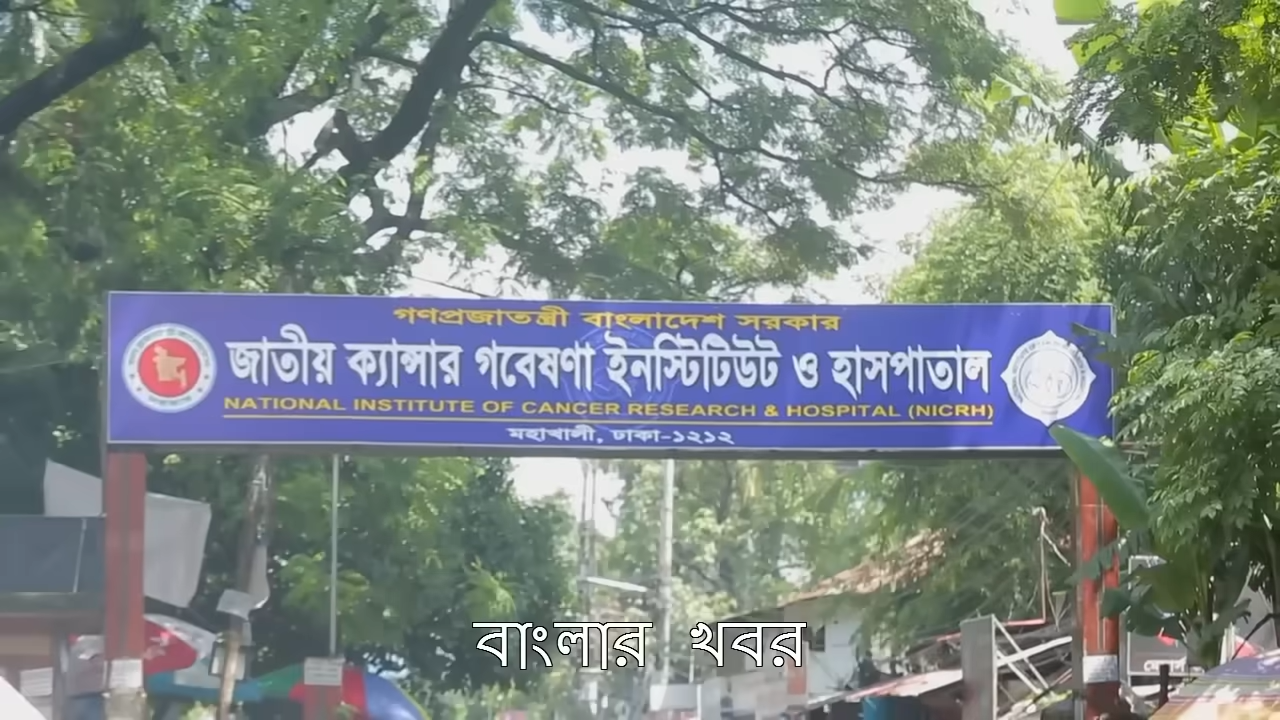 গণপ্রজাতন্ত্রী বাংলাদেশ সরকার
জাতীয় ক্যান্সার গবেষণা ইনস্টিটিউট ও হাসপাতাল
NATIONAL INSTITUTE OF CANCER RESEARCH & HOSPITAL (NICRH)
মহাখালী, ঢাকা-১২১২
বাংলার খবর